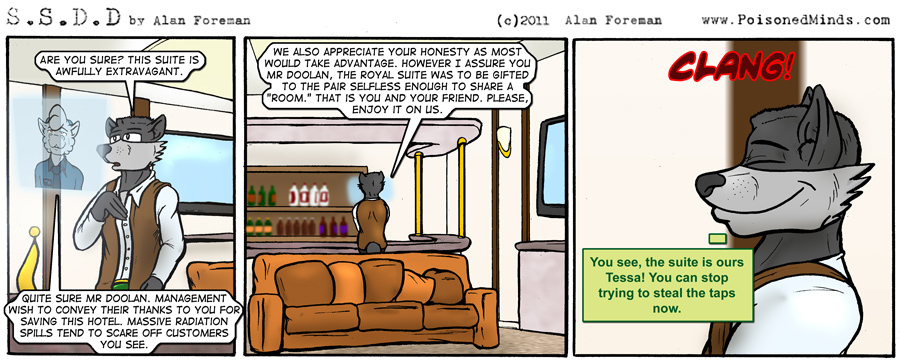 S.S.D.D by Alan Foreman (c)2011 Alan Foreman www.PoisonedMinds.com
ARE YOU SURE? THIS SUITE IS
AWFULLY EXTRAVAGANT.
QUITE SURE MR DOOLAN. MANAGEMENT
WISH TO CONVEY THEIR THANKS TO YOU FOR
SAVING THIS HOTEL. MASSIVE RADIATION
SPILLS TEND TO SCARE OFF CUSTOMERS
YOU SEE.
WE ALSO APPRECIATE YOUR HONESTY AS MOST
WOULD TAKE ADVANTAGE. HOWEVER I ASSURE YOU
MR DOOLAN, THE ROYAL SUITE WAS TO BE GIFTED
TO THE PAIR SELFLESS ENOUGH TO SHARE A
"ROOM." THAT IS YOU AND YOUR FRIEND. PLEASE,
ENJOY IT ON US.
CLANG!
You see, the suite is ours
Tessa! You can stop
trying to steal the taps
now.